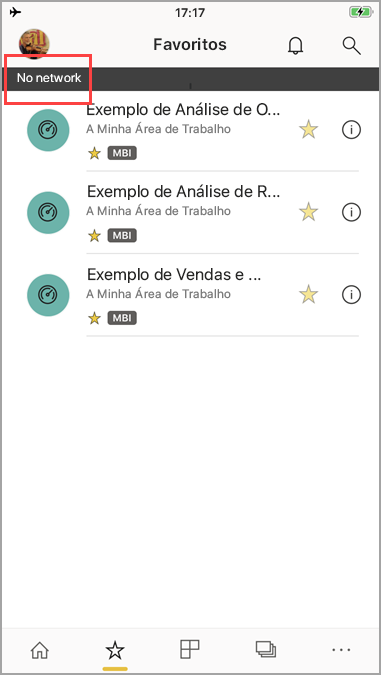 17:17
Favoritos
No network
Exemplo de Análise de O...
A Minha Área de Trabalho
MBI
Exemplo de Análise de R...
A Minha Área de Trabalho
MBI
Exemplo de Vendas e ...
A Minha Área de Trabalho
MBI